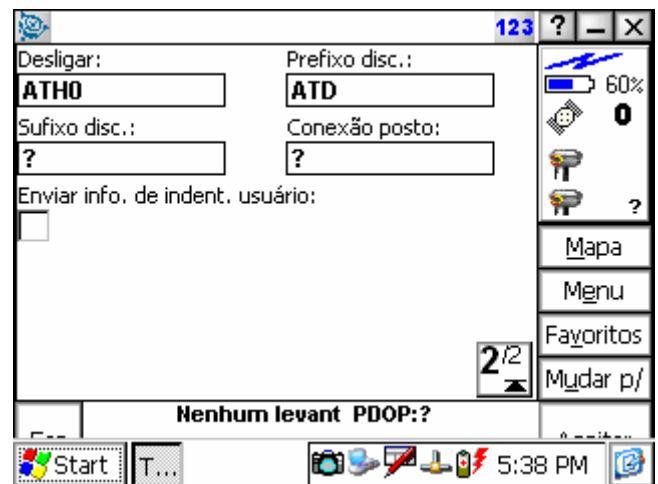 123 ?
Desligar: Prefixo disc.:
ATH0 ATD
60%
Sufixo disc.: Conexão posto:
0
? ?
Enviar info. de indent. usuário:
?
Mapa
Menu
Favoritos
2/2
Mudar p/
Nenhum levant PDOP:?
Start T... 5:38 PM